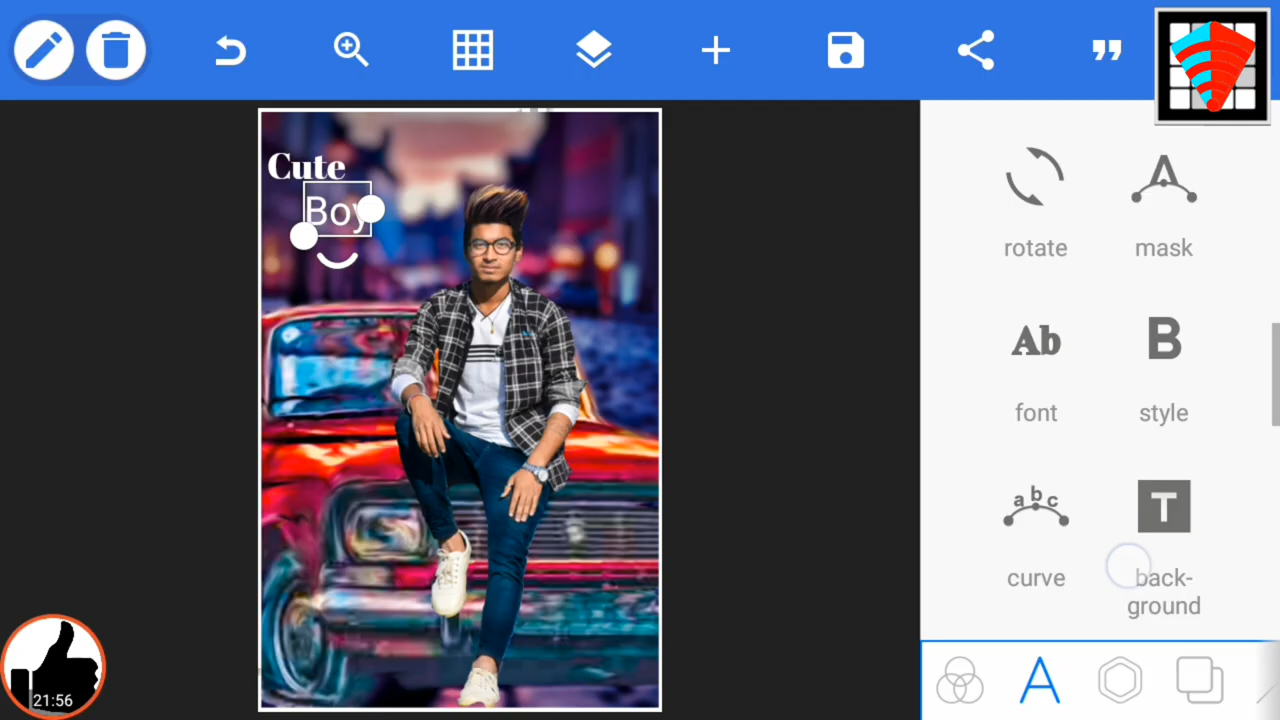 Cute
Boy
rotate
mask
A
Ab
B
font
style
abc
T
curve
back-
ground
A
21:56